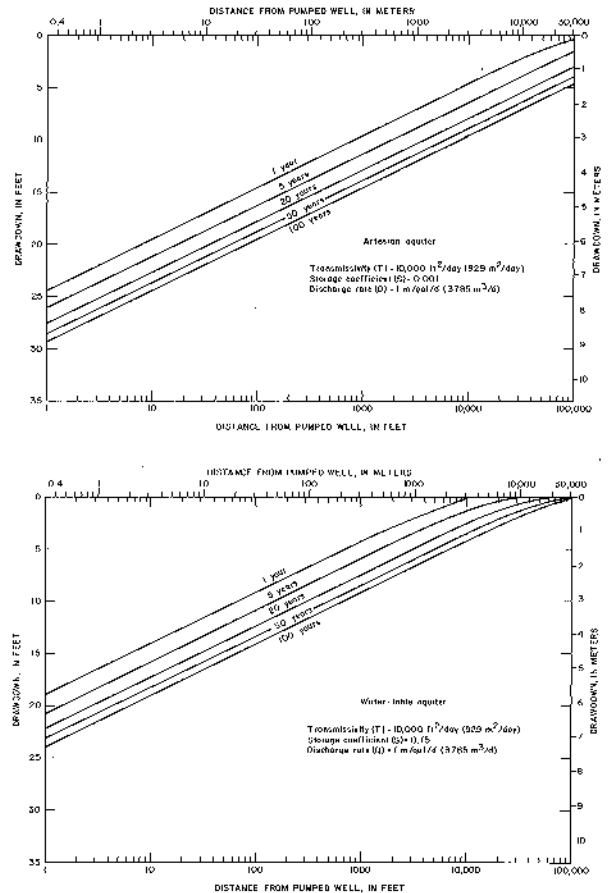 DISTANCE FROM PUMPED WELL, IN METERS
0.4 1 10 100 1000 10,000 30,000
DRAWDOWN, IN FEET
0
5
10
15
20
25
30
35
1 year
5 years
20 years
50 years
100 years
Artesian aquifer
Transmissivity (T) = 10,000 ft²/day (929 m²/day)
Storage coefficient (S) = 0.001
Discharge rate (Q) = 1 m/gal/d (3785 m³/d)
DRAWDOWN, IN METERS
0
1
2
3
4
5
6
7
8
9
10
1 10 100 1000 10,000 100,000
DISTANCE FROM PUMPED WELL, IN FEET
DISTANCE FROM PUMPED WELL, IN METERS
0.4 1 10 100 1000 10,000 30,000
DRAWDOWN, IN FEET
0
5
10
15
20
25
30
35
1 year
5 years
20 years
50 years
100 years
Water-table aquifer
Transmissivity (T) = 10,000 ft²/day (929 m²/day)
Storage coefficient (S) = 0.15
Discharge rate (Q) = 1 m/gal/d (3785 m³/d)
DRAWDOWN, IN METERS
0
1
2
3
4
5
6
7
8
9
10
1 10 100 1000 10,000 100,000
DISTANCE FROM PUMPED WELL, IN FEET